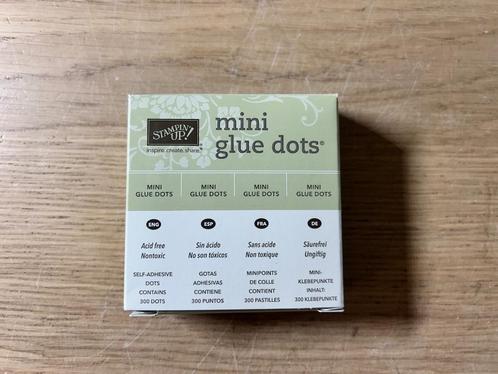 STAMPIN' UP!
inspire. create. share.
mini
glue dots®
MINI
GLUE DOTS
MINI
GLUE DOTS
MINI
GLUE DOTS
MINI
GLUE DOTS
ENG
Acid free
Nontoxic
SELF-ADHESIVE
DOTS
CONTAINS
300 DOTS
ESP
Sin ácido
No son tóxicos
GOTAS
ADHESIVAS
CONTIENE
300 PUNTOS
FRA
Sans acide
Non toxique
MINIPOINTS
DE COLLE
CONTIENT
300 PASTILLES
DE
Säurefrei
Ungiftig
MINI-
KLEBEPUNKTE
INHALT:
300 KLEBEPUNKTE